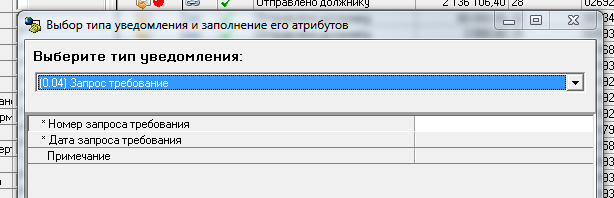 Отправлено должнику 2 136 106,40 28 02692
Выбор типа уведомления и заполнение его атрибутов
Выберите тип уведомления:
(0.04) Запрос требование
* Номер запроса требования
* Дата запроса требования
Примечание